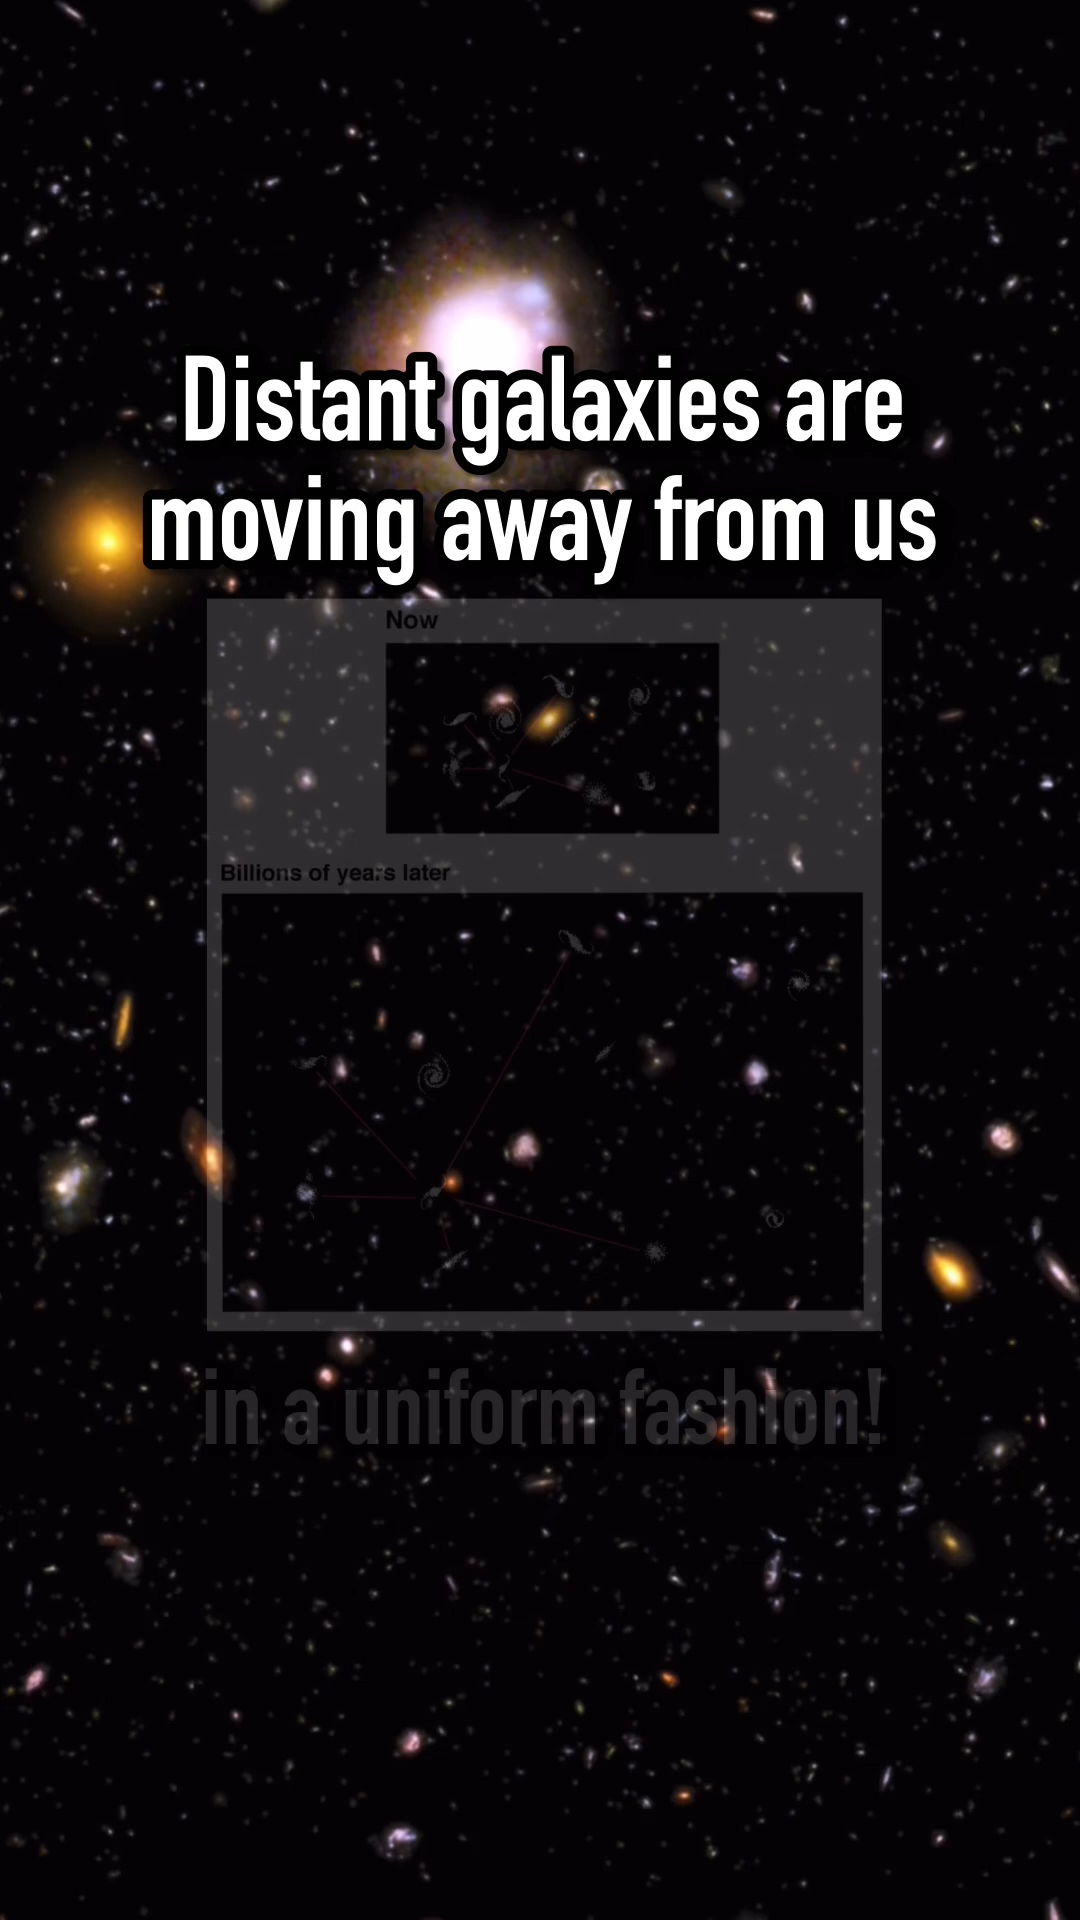 Distant galaxies are
moving away from us
Now
Billions of years later
in a uniform fashion!